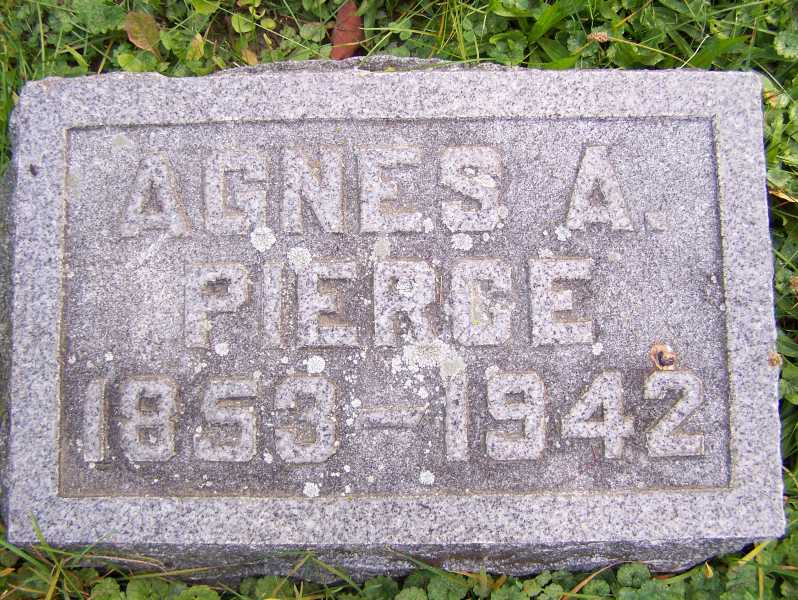 AGNES A.
PIERCE
1853-1942